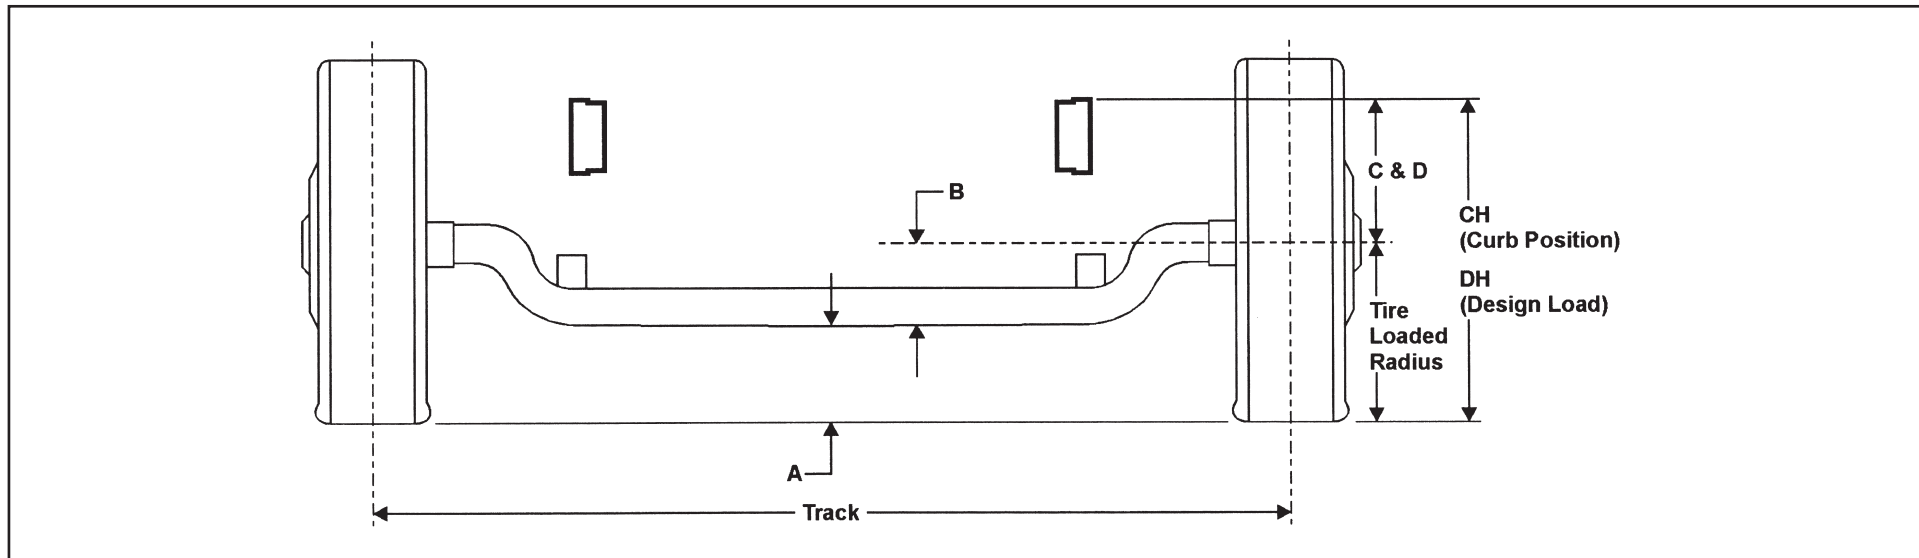 B
C & D
CH
(Curb Position)
DH
(Design Load)
Tire
Loaded
Radius
A
Track